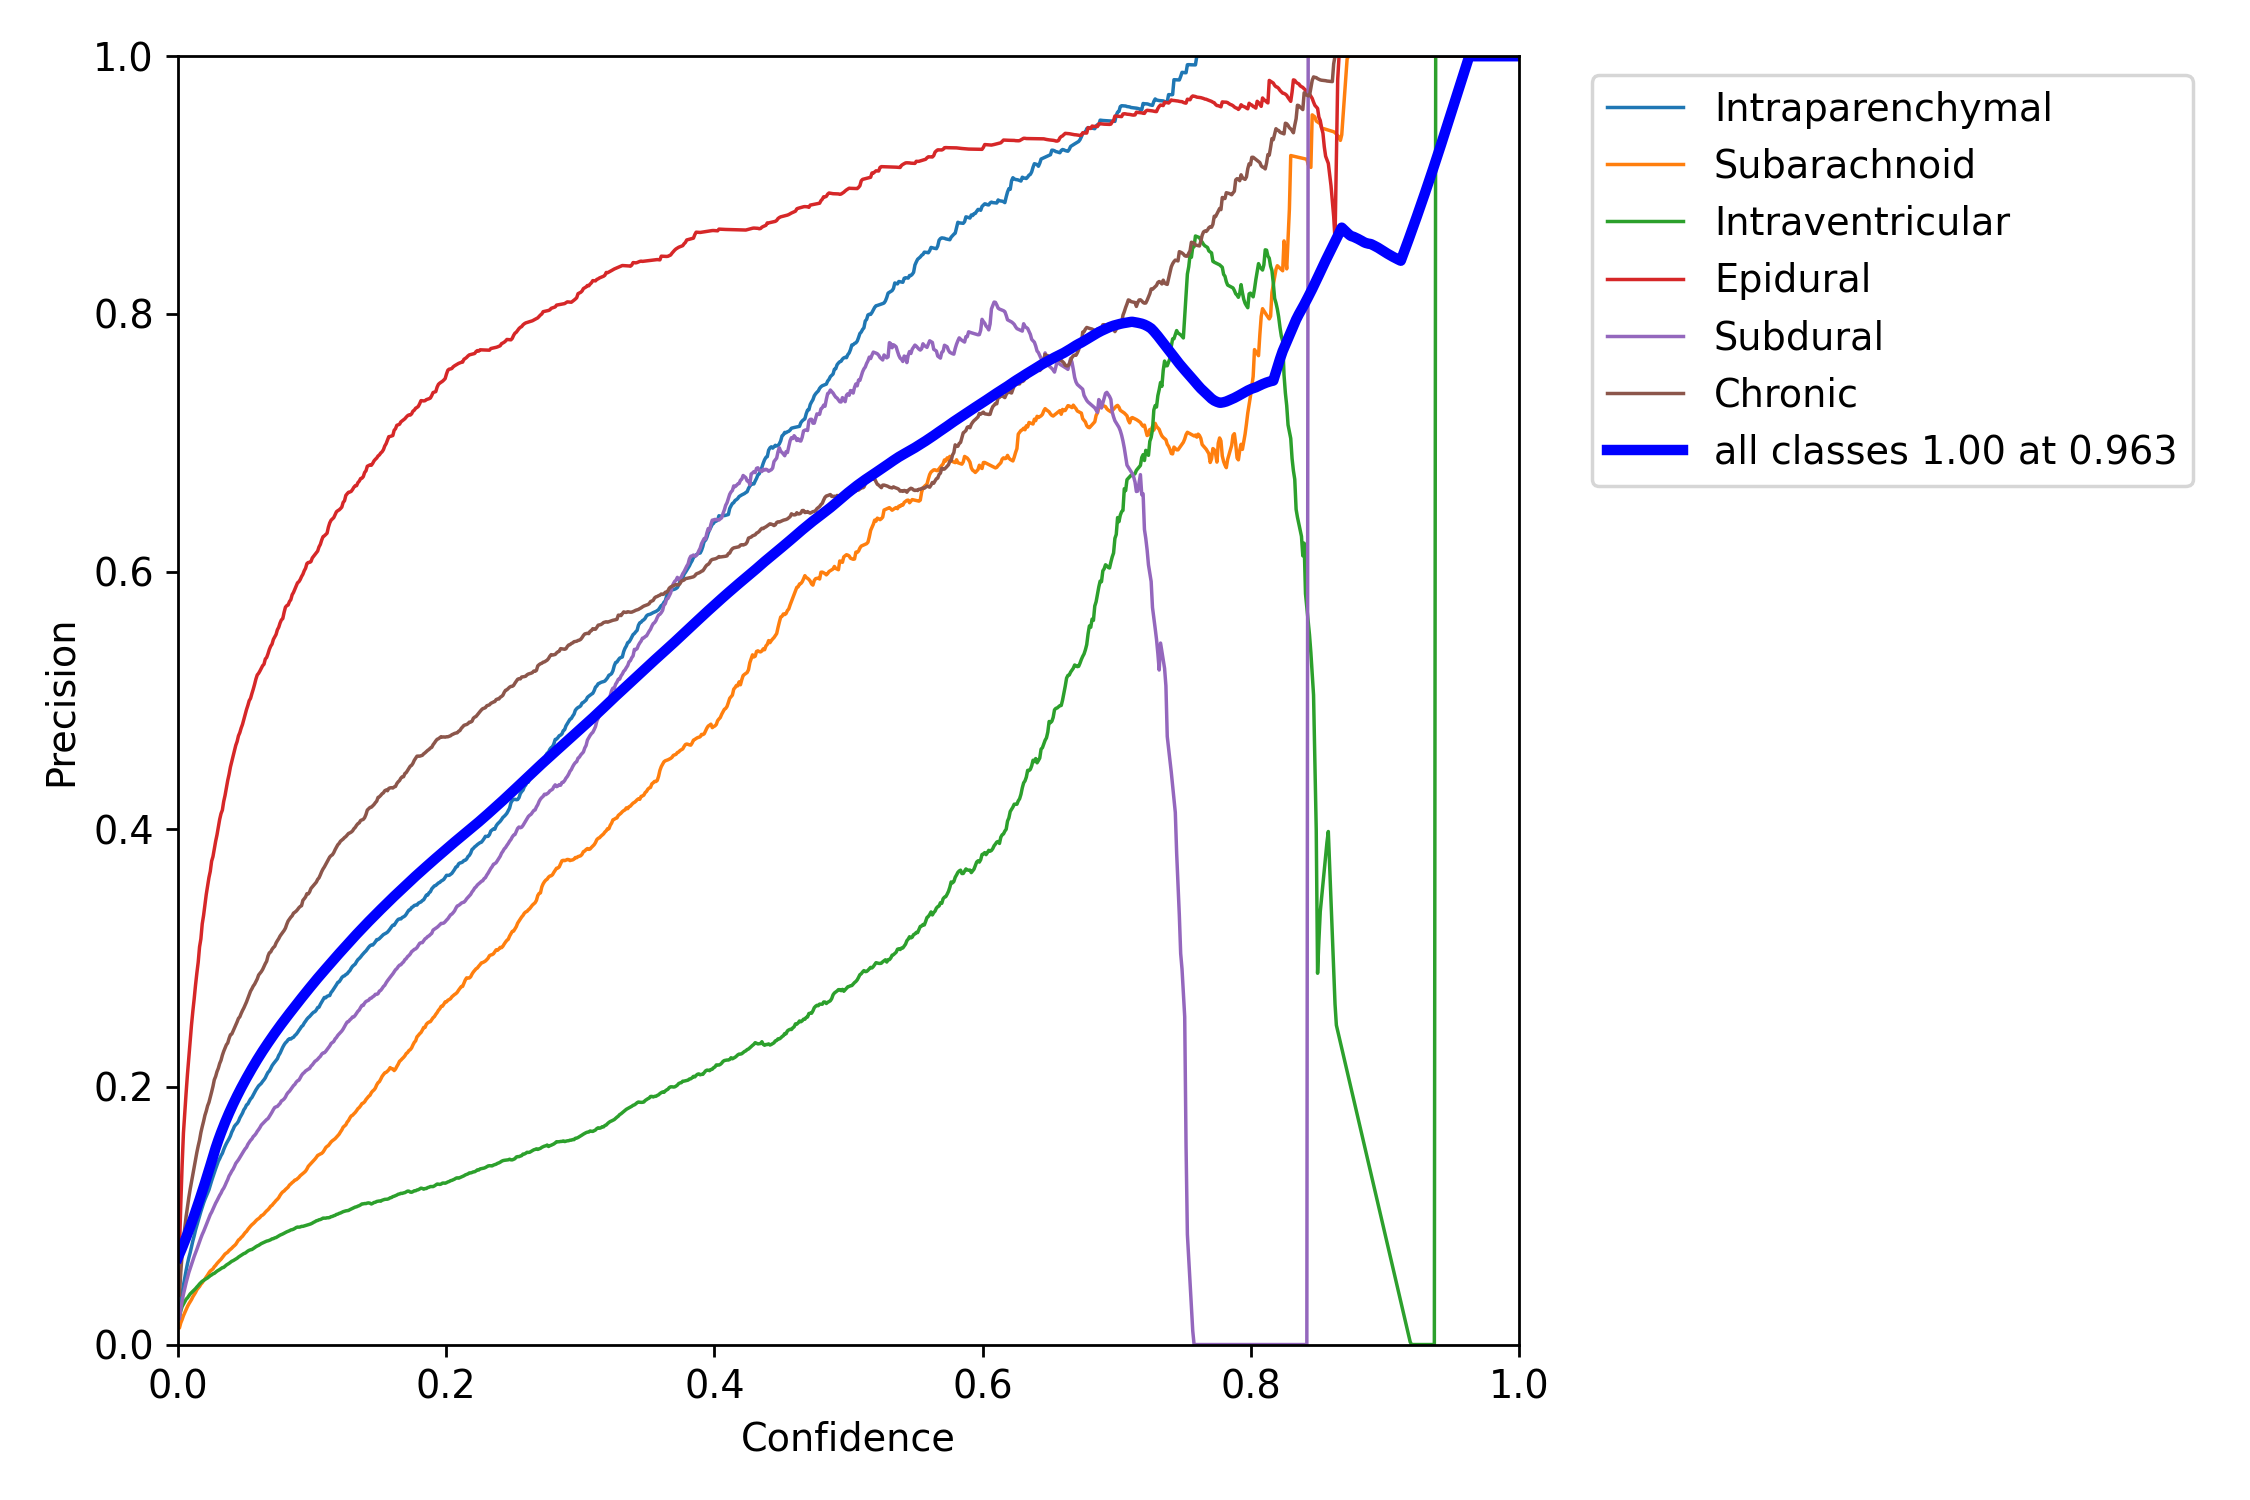 1.0
0.8
0.6
0.4
0.2
0.0
0.0 0.2 0.4 0.6 0.8 1.0
Precision
Confidence
Intraparenchymal
Subarachnoid
Intraventricular
Epidural
Subdural
Chronic
all classes 1.00 at 0.963